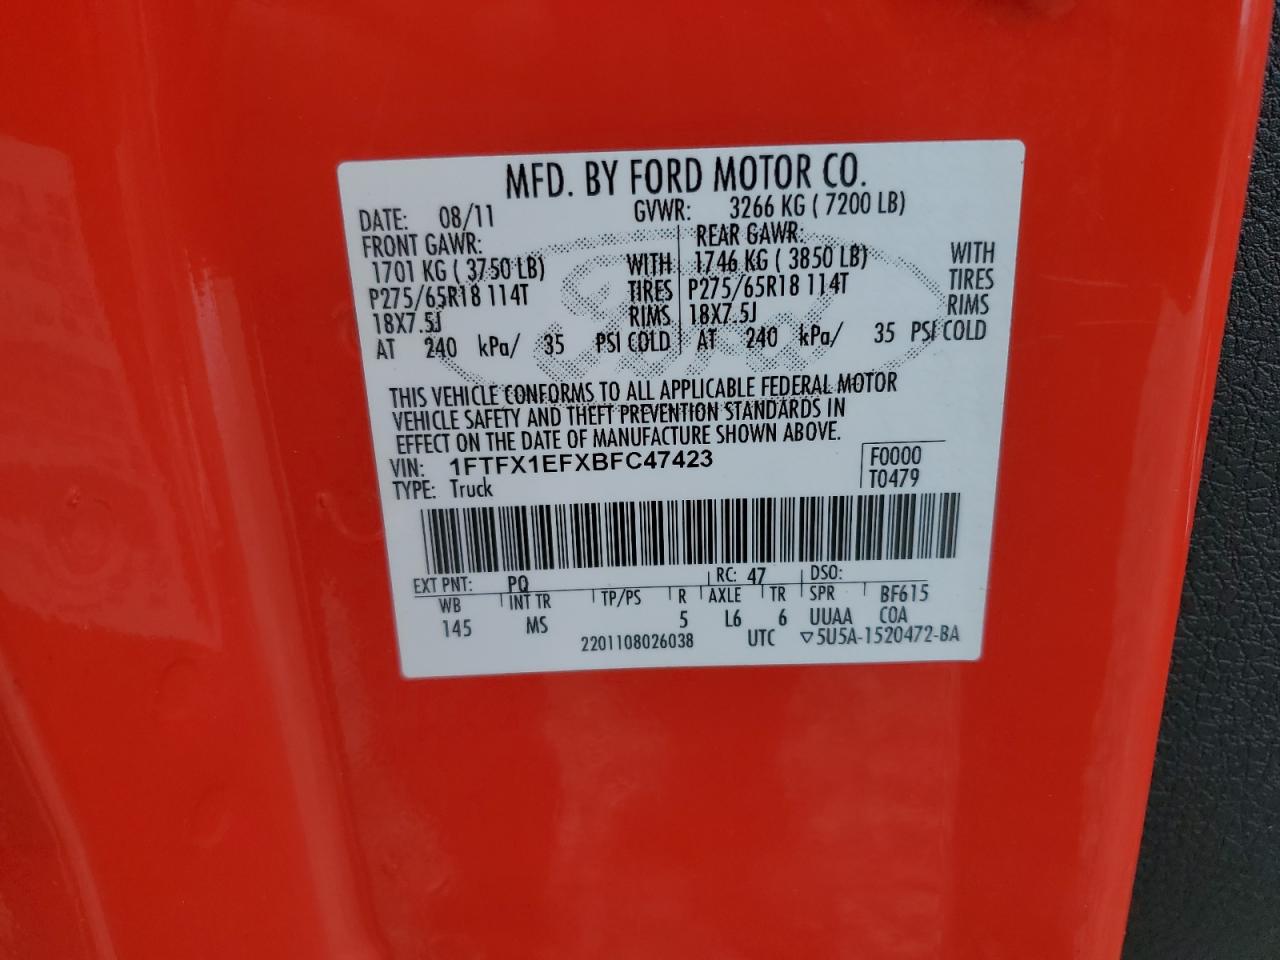 MFD. BY FORD MOTOR CO.
DATE: 08/11 GVWR: 3266 KG ( 7200 LB)
FRONT GAWR: REAR GAWR:
1701 KG ( 3750 LB) WITH 1746 KG ( 3850 LB) WITH
P275/65R18 114T TIRES P275/65R18 114T TIRES
18X7.5J RIMS 18X7.5J RIMS
AT 240 kPa/ 35 PSI COLD AT 240 kPa/ 35 PSI COLD
THIS VEHICLE CONFORMS TO ALL APPLICABLE FEDERAL MOTOR
VEHICLE SAFETY AND THEFT PREVENTION STANDARDS IN
EFFECT ON THE DATE OF MANUFACTURE SHOWN ABOVE.
VIN: 1FTFX1EFXBFC47423 F0000
TYPE: Truck T0479
EXT PNT: PQ RC: 47 DSO:
WB INT TR TP/PS R AXLE TR SPR BF615
145 MS 5 L6 6 UUAA COA
2201108026038 UTC ▽5U5A-1520472-BA